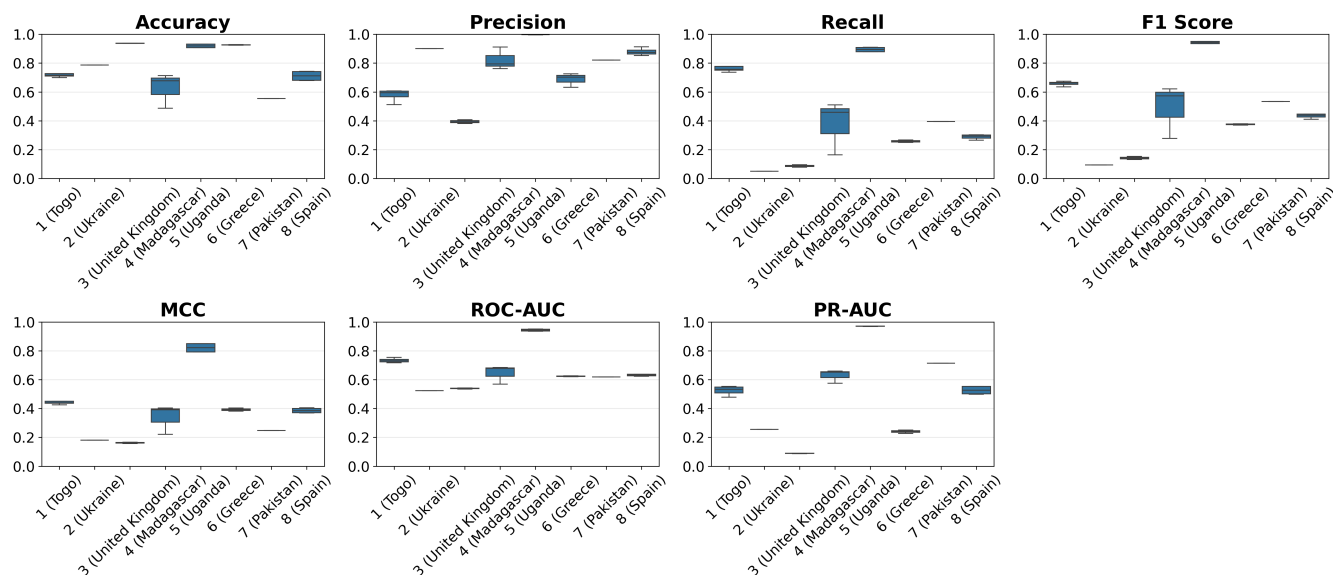 Accuracy
1.0
0.8
0.6
0.4
0.2
0.0
1 (Togo)
2 (Ukraine)
3 (United Kingdom)
4 (Madagascar)
5 (Uganda)
6 (Greece)
7 (Pakistan)
8 (Spain)
Precision
1.0
0.8
0.6
0.4
0.2
0.0
1 (Togo)
2 (Ukraine)
3 (United Kingdom)
4 (Madagascar)
5 (Uganda)
6 (Greece)
7 (Pakistan)
8 (Spain)
Recall
1.0
0.8
0.6
0.4
0.2
0.0
1 (Togo)
2 (Ukraine)
3 (United Kingdom)
4 (Madagascar)
5 (Uganda)
6 (Greece)
7 (Pakistan)
8 (Spain)
F1 Score
1.0
0.8
0.6
0.4
0.2
0.0
1 (Togo)
2 (Ukraine)
3 (United Kingdom)
4 (Madagascar)
5 (Uganda)
6 (Greece)
7 (Pakistan)
8 (Spain)
MCC
1.0
0.8
0.6
0.4
0.2
0.0
1 (Togo)
2 (Ukraine)
3 (United Kingdom)
4 (Madagascar)
5 (Uganda)
6 (Greece)
7 (Pakistan)
8 (Spain)
ROC-AUC
1.0
0.8
0.6
0.4
0.2
0.0
1 (Togo)
2 (Ukraine)
3 (United Kingdom)
4 (Madagascar)
5 (Uganda)
6 (Greece)
7 (Pakistan)
8 (Spain)
PR-AUC
1.0
0.8
0.6
0.4
0.2
0.0
1 (Togo)
2 (Ukraine)
3 (United Kingdom)
4 (Madagascar)
5 (Uganda)
6 (Greece)
7 (Pakistan)
8 (Spain)